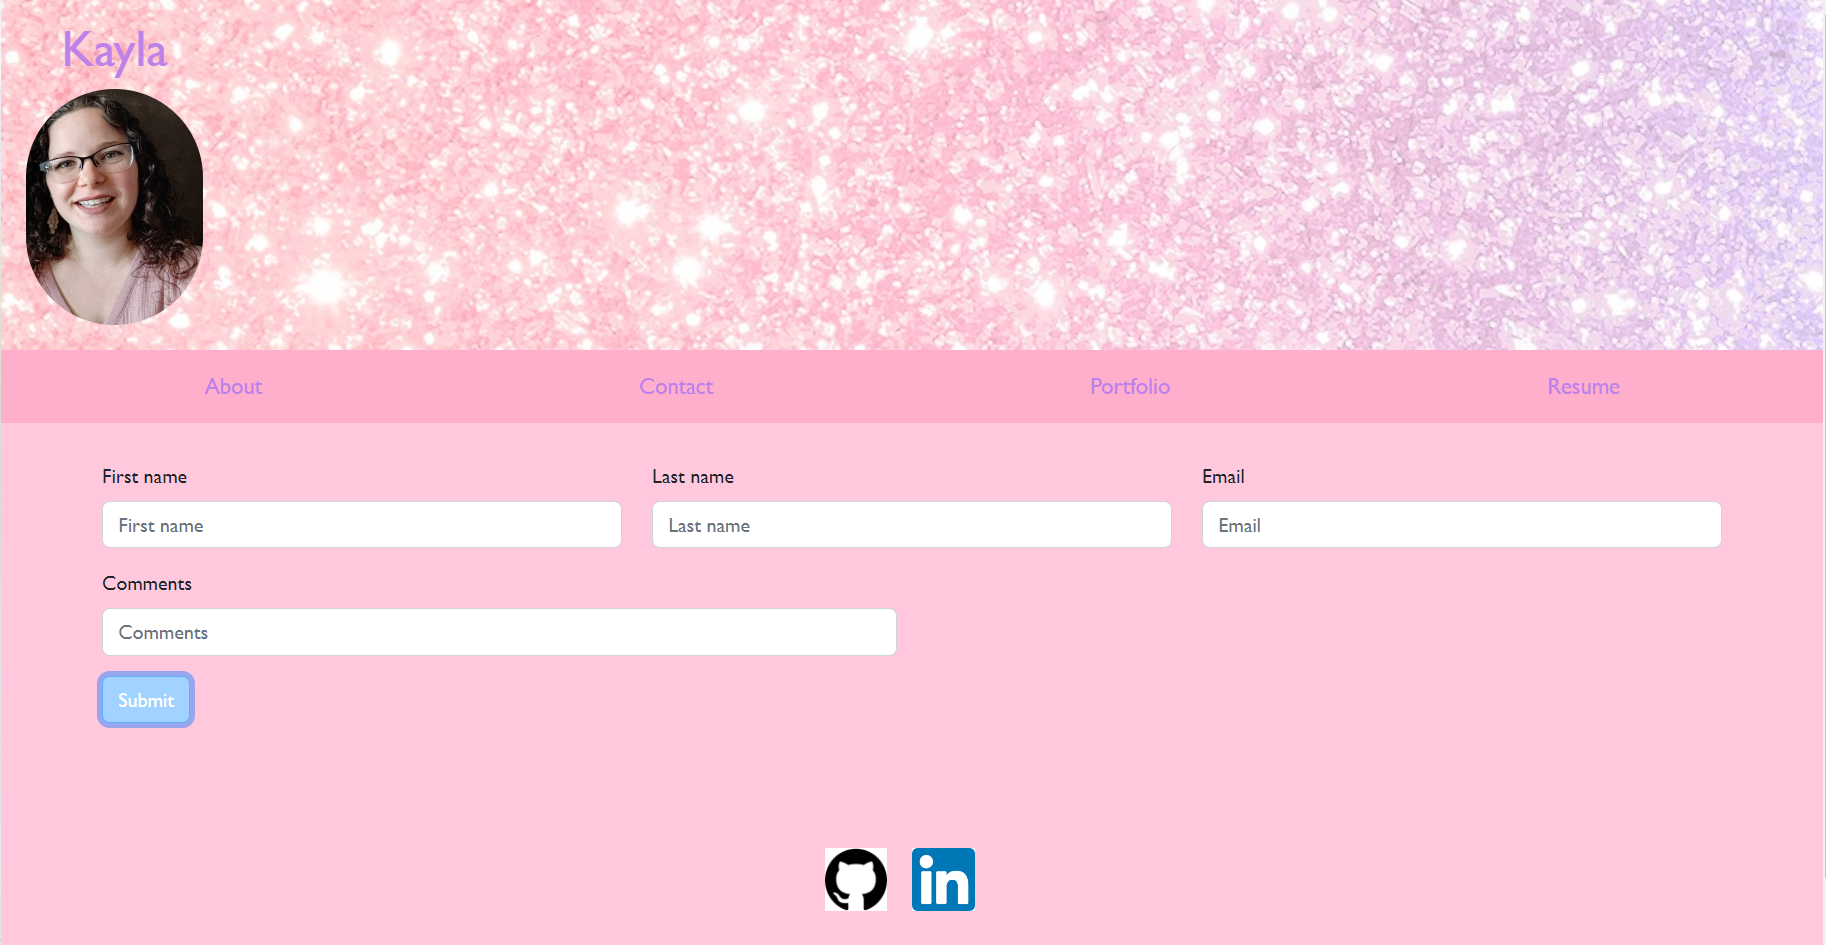 Kayla
About Contact Portfolio Resume
First name Last name Email
First name Last name Email
Comments
Comments
Submit
in